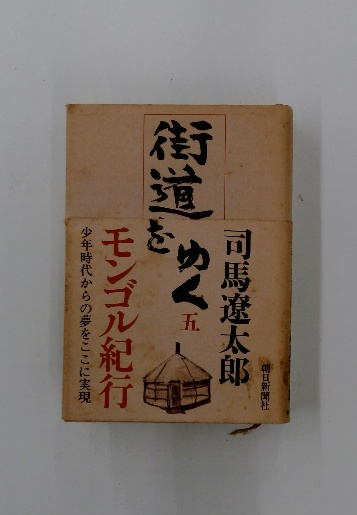 街道をゆく
五
司馬遼太郎
朝日新聞社
モンゴル紀行
少年時代からの夢をここに実現